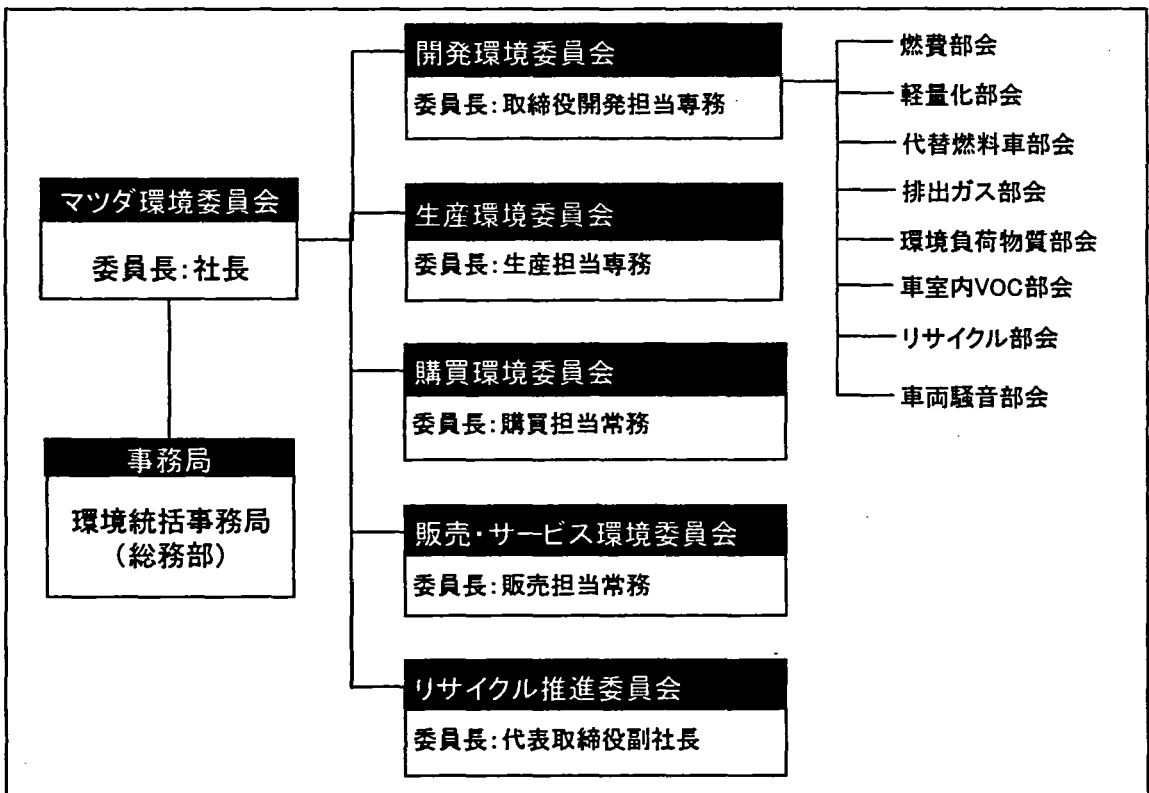 マツダ環境委員会
委員長:社長
事務局
環境統括事務局
(総務部)
開発環境委員会
委員長:取締役開発担当専務
生産環境委員会
委員長:生産担当専務
購買環境委員会
委員長:購買担当常務
販売・サービス環境委員会
委員長:販売担当常務
リサイクル推進委員会
委員長:代表取締役副社長
燃費部会
軽量化部会
代替燃料車部会
排出ガス部会
環境負荷物質部会
車室内VOC部会
リサイクル部会
車両騒音部会